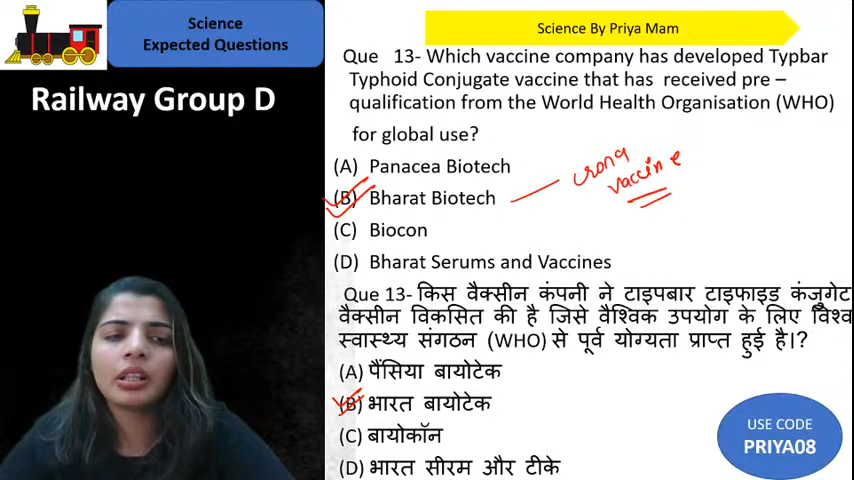 Science
Expected Questions
Railway Group D
Science By Priya Mam
Que 13- Which vaccine company has developed Typbar
Typhoid Conjugate vaccine that has received pre –
qualification from the World Health Organisation (WHO)
for global use?
(A) Panacea Biotech
(B) Bharat Biotech
crona
vaccine
(C) Biocon
(D) Bharat Serums and Vaccines
Que 13- किस वैक्सीन कंपनी ने टाइपबार टाइफाइड कंजुगेट
वैक्सीन विकसित की है जिसे वैश्विक उपयोग के लिए विश्व
स्वास्थ्य संगठन (WHO) से पूर्व योग्यता प्राप्त हुई है।?
(A) पैंसिया बायोटेक
(B) भारत बायोटेक
(C) बायोकॉन
(D) भारत सीरम और टीके
USE CODE
PRIYA08